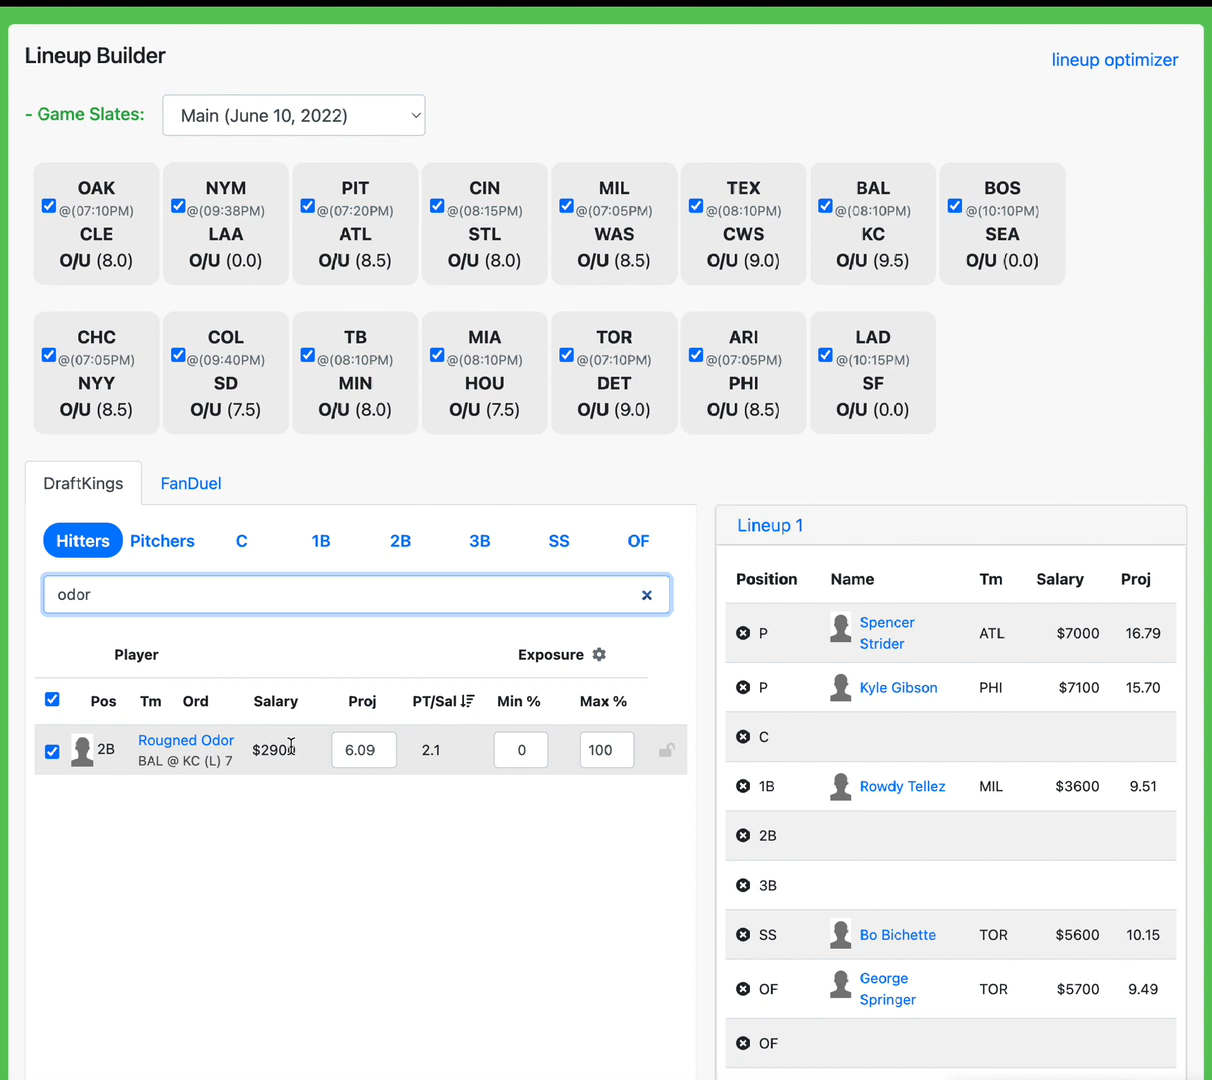 Lineup Builder
lineup optimizer
- Game Slates:
Main (June 10, 2022)
OAK NYM PIT CIN MIL TEX BAL BOS
@(07:10PM) @(09:38PM) @(07:20PM) @(08:15PM) @(07:05PM) @(08:10PM) @(08:10PM) @(10:10PM)
CLE LAA ATL STL WAS CWS KC SEA
O/U (8.0) O/U (0.0) O/U (8.5) O/U (8.0) O/U (8.5) O/U (9.0) O/U (9.5) O/U (0.0)
CHC COL TB MIA TOR ARI LAD
@(07:05PM) @(09:40PM) @(08:10PM) @(08:10PM) @(07:10PM) @(07:05PM) @(10:15PM)
NYY SD MIN HOU DET PHI SF
O/U (8.5) O/U (7.5) O/U (8.0) O/U (7.5) O/U (9.0) O/U (8.5) O/U (0.0)
DraftKings FanDuel
Hitters Pitchers C 1B 2B 3B SS OF
odor
Player Exposure
Pos Tm Ord Salary Proj PT/Sal Min % Max %
2B Rougned Odor $2900 6.09 2.1 0 100
BAL @ KC (L) 7
Lineup 1
Position Name Tm Salary Proj
P Spencer Strider ATL $7000 16.79
P Kyle Gibson PHI $7100 15.70
C
1B Rowdy Tellez MIL $3600 9.51
2B
3B
SS Bo Bichette TOR $5600 10.15
OF George Springer TOR $5700 9.49
OF